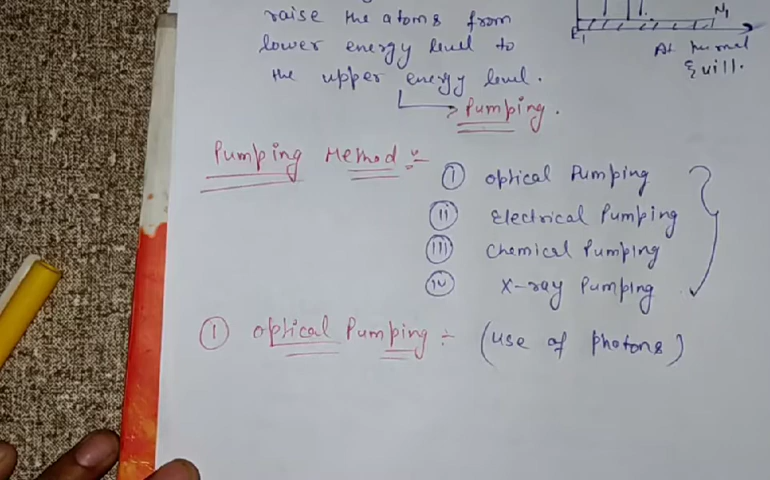 raise the atoms from
lower energy level to
the upper energy level.
Pumping.
N1
E1
At thermal
Equill.
Pumping Method :-
(i) optical Pumping
(ii) Electrical Pumping
(iii) Chemical Pumping
(iv) X-ray Pumping
(1) optical Pumping ÷ (use of photons)